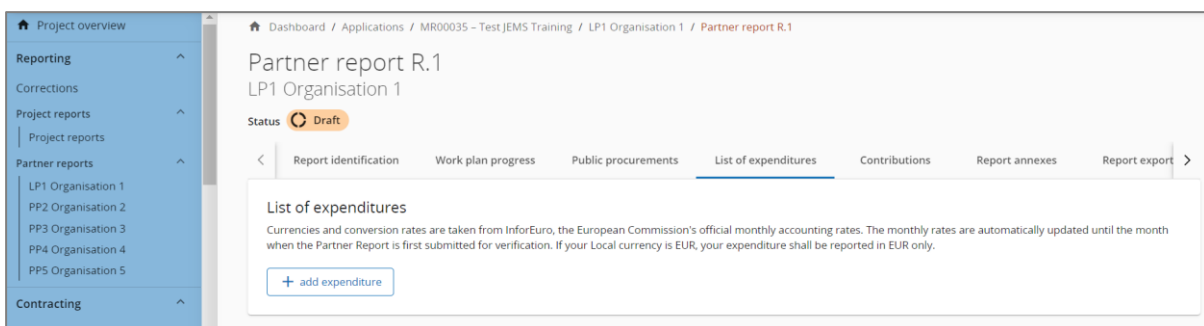 Project overview
Reporting
Corrections
Project reports
Project reports
Partner reports
LP1 Organisation 1
PP2 Organisation 2
PP3 Organisation 3
PP4 Organisation 4
PP5 Organisation 5
Contracting
Dashboard / Applications / MR00035 – Test JEMS Training / LP1 Organisation 1 / Partner report R.1
Partner report R.1
LP1 Organisation 1
Status Draft
Report identification Work plan progress Public procurements List of expenditures Contributions Report annexes Report export
List of expenditures
Currencies and conversion rates are taken from InforEuro, the European Commission's official monthly accounting rates. The monthly rates are automatically updated until the month
when the Partner Report is first submitted for verification. If your Local currency is EUR, your expenditure shall be reported in EUR only.
+ add expenditure